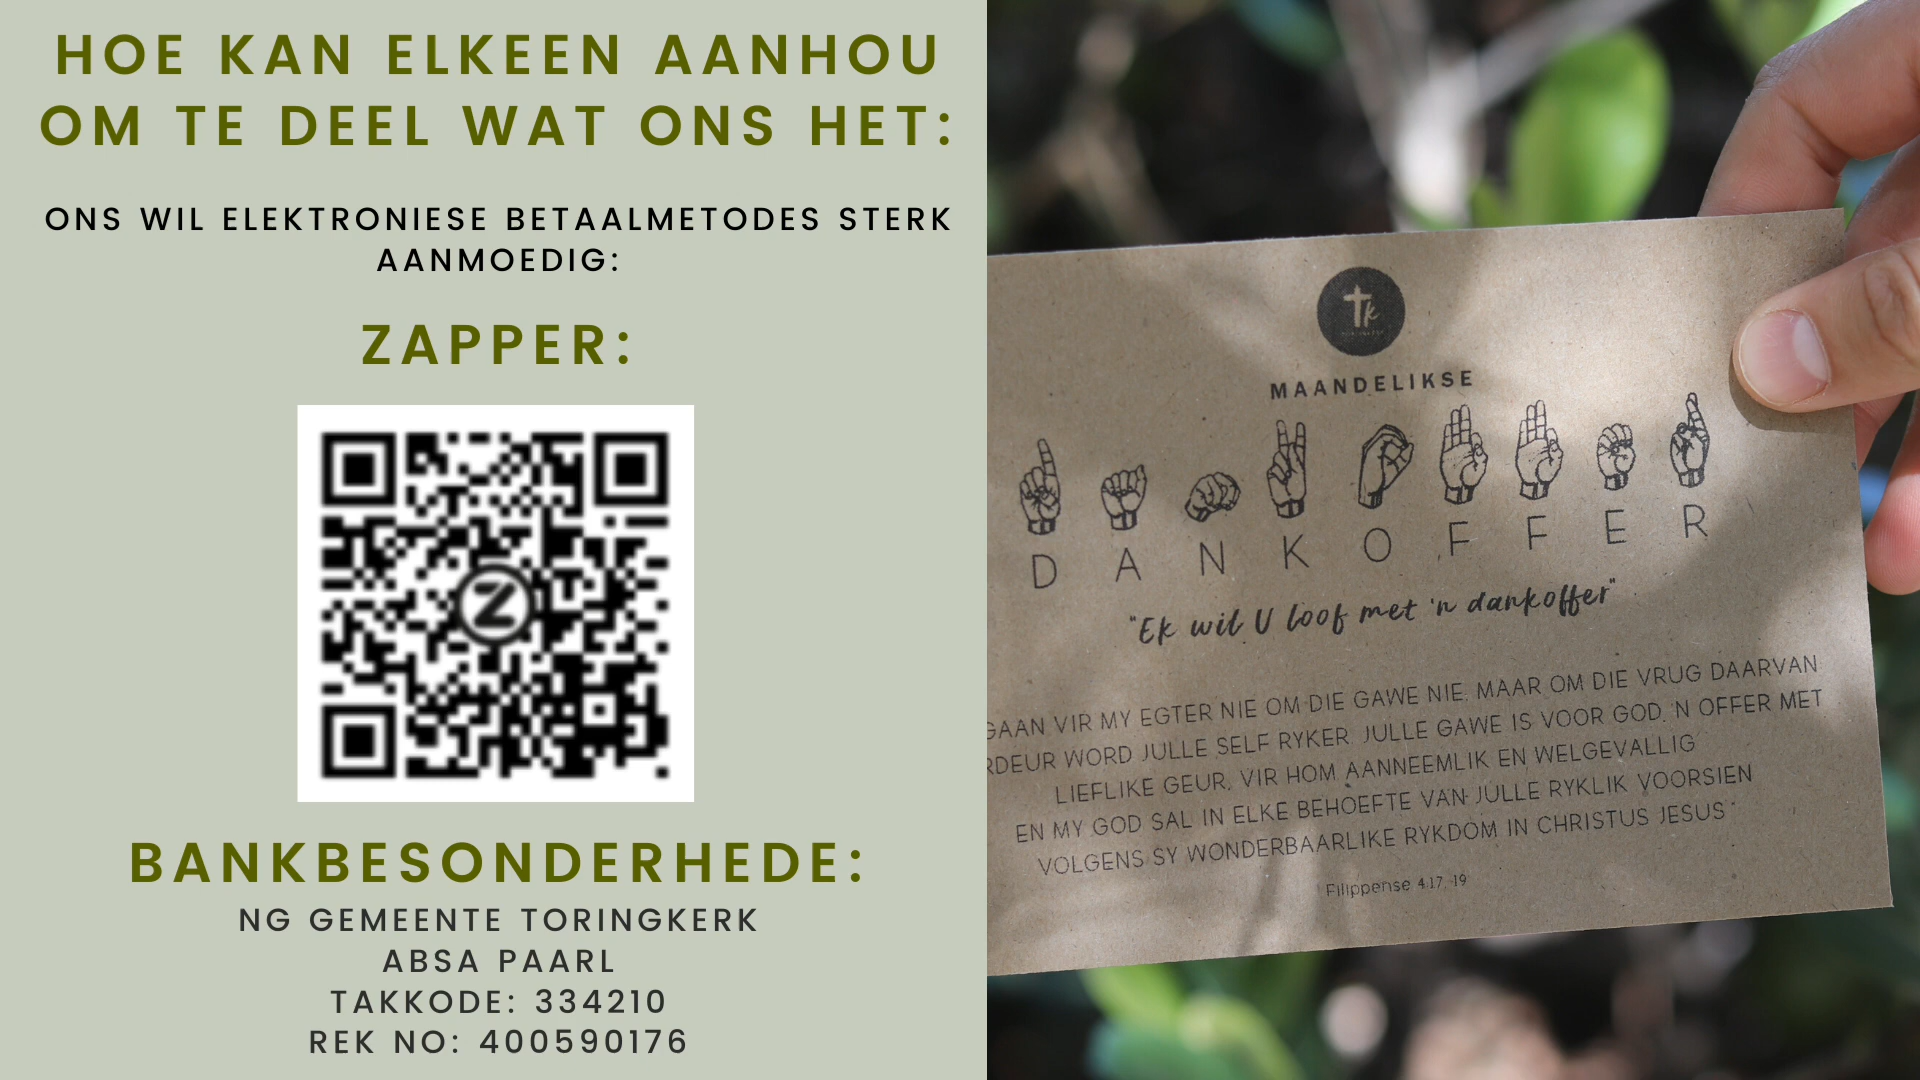 HOE KAN ELKEEN AANHOU
OM TE DEEL WAT ONS HET:
ONS WIL ELEKTRONIESE BETAALMETODES STERK
AANMOEDIG:
ZAPPER:
Z
BANKBESONDERHEDE:
NG GEMEENTE TORINGKERK
ABSA PAARL
TAKKODE: 334210
REK NO: 400590176
tk
MAANDELIKSE
DANKOFFER
"Ek wil U loof met 'n dankoffer"
GAAN VIR MY EGTER NIE OM DIE GAWE NIE, MAAR OM DIE VRUG DAARVAN
RDEUR WORD JULLE SELF RYKER. JULLE GAWE IS VOOR GOD, 'N OFFER MET
LIEFLIKE GEUR, VIR HOM AANNEEMLIK EN WELGEVALLIG
EN MY GOD SAL IN ELKE BEHOEFTE VAN JULLE RYKLIK VOORSIEN
VOLGENS SY WONDERBAARLIKE RYKDOM IN CHRISTUS JESUS"
Filippense 4:17, 19